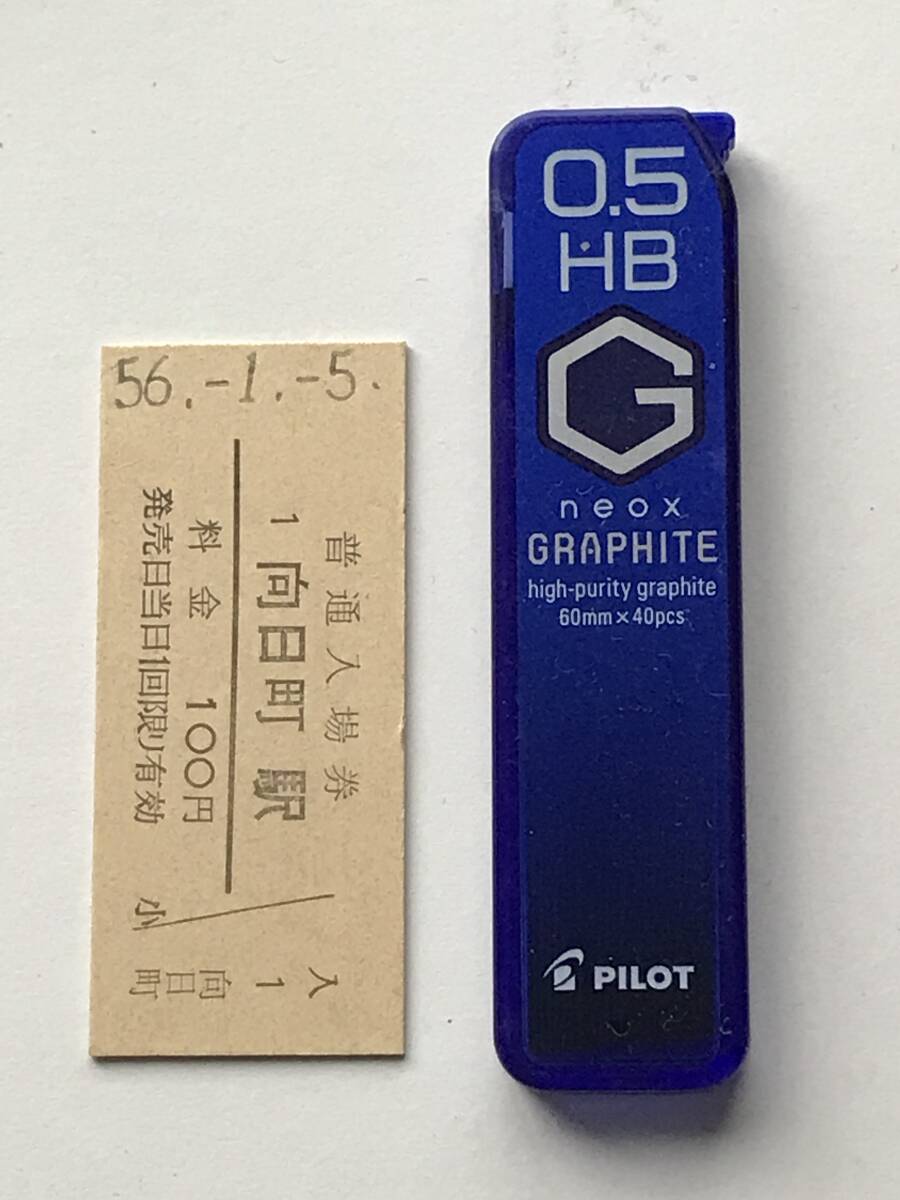 56.-1.-5.
普通入場券
1 向日町駅
料金 100円
発売日当日1回限り有効
小
入
1
向日町
0.5
HB
G
neox
GRAPHITE
high-purity graphite
60mm×40pcs
PILOT